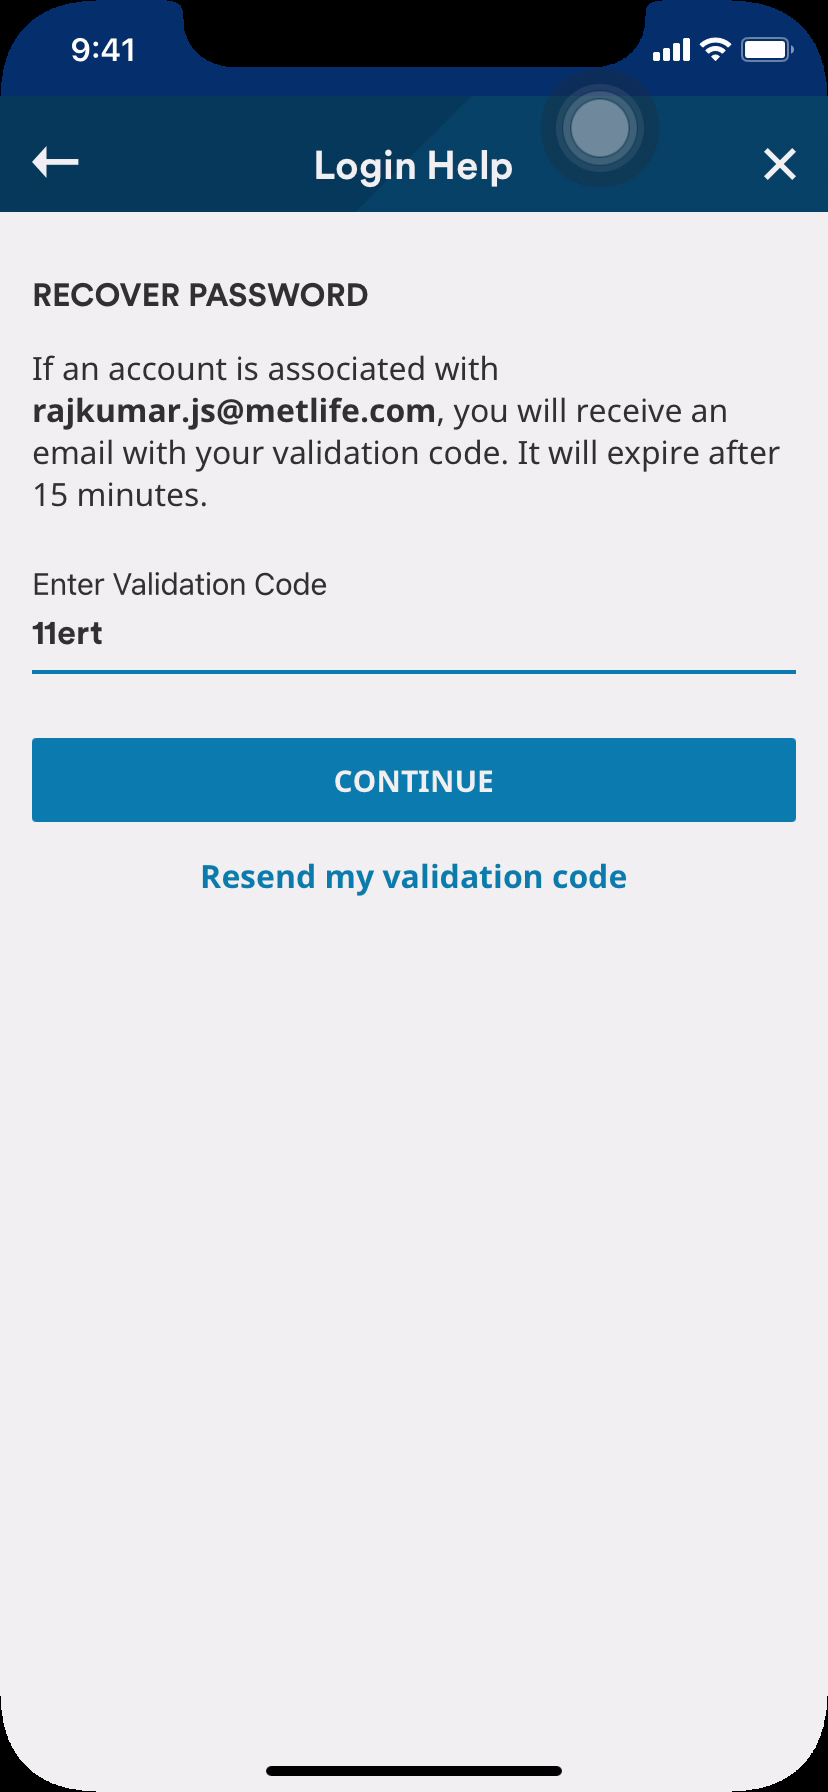 9:41
Login Help
RECOVER PASSWORD
If an account is associated with
rajkumar.js@metlife.com, you will receive an
email with your validation code. It will expire after
15 minutes.
Enter Validation Code
11ert
CONTINUE
Resend my validation code